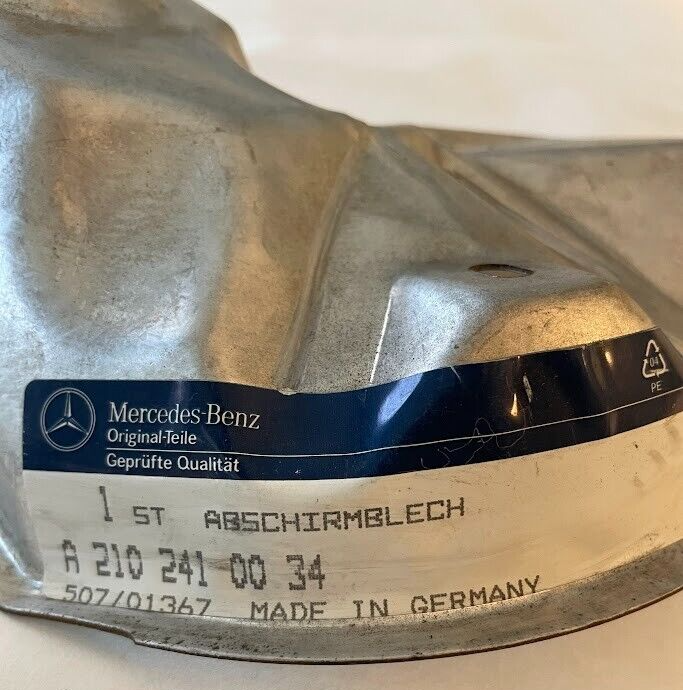 Mercedes-Benz
Original-Teile
Geprüfte Qualität
04
PE
1 ST ABSCHIRMBLECH
A 210 241 00 34
507/01367 MADE IN GERMANY